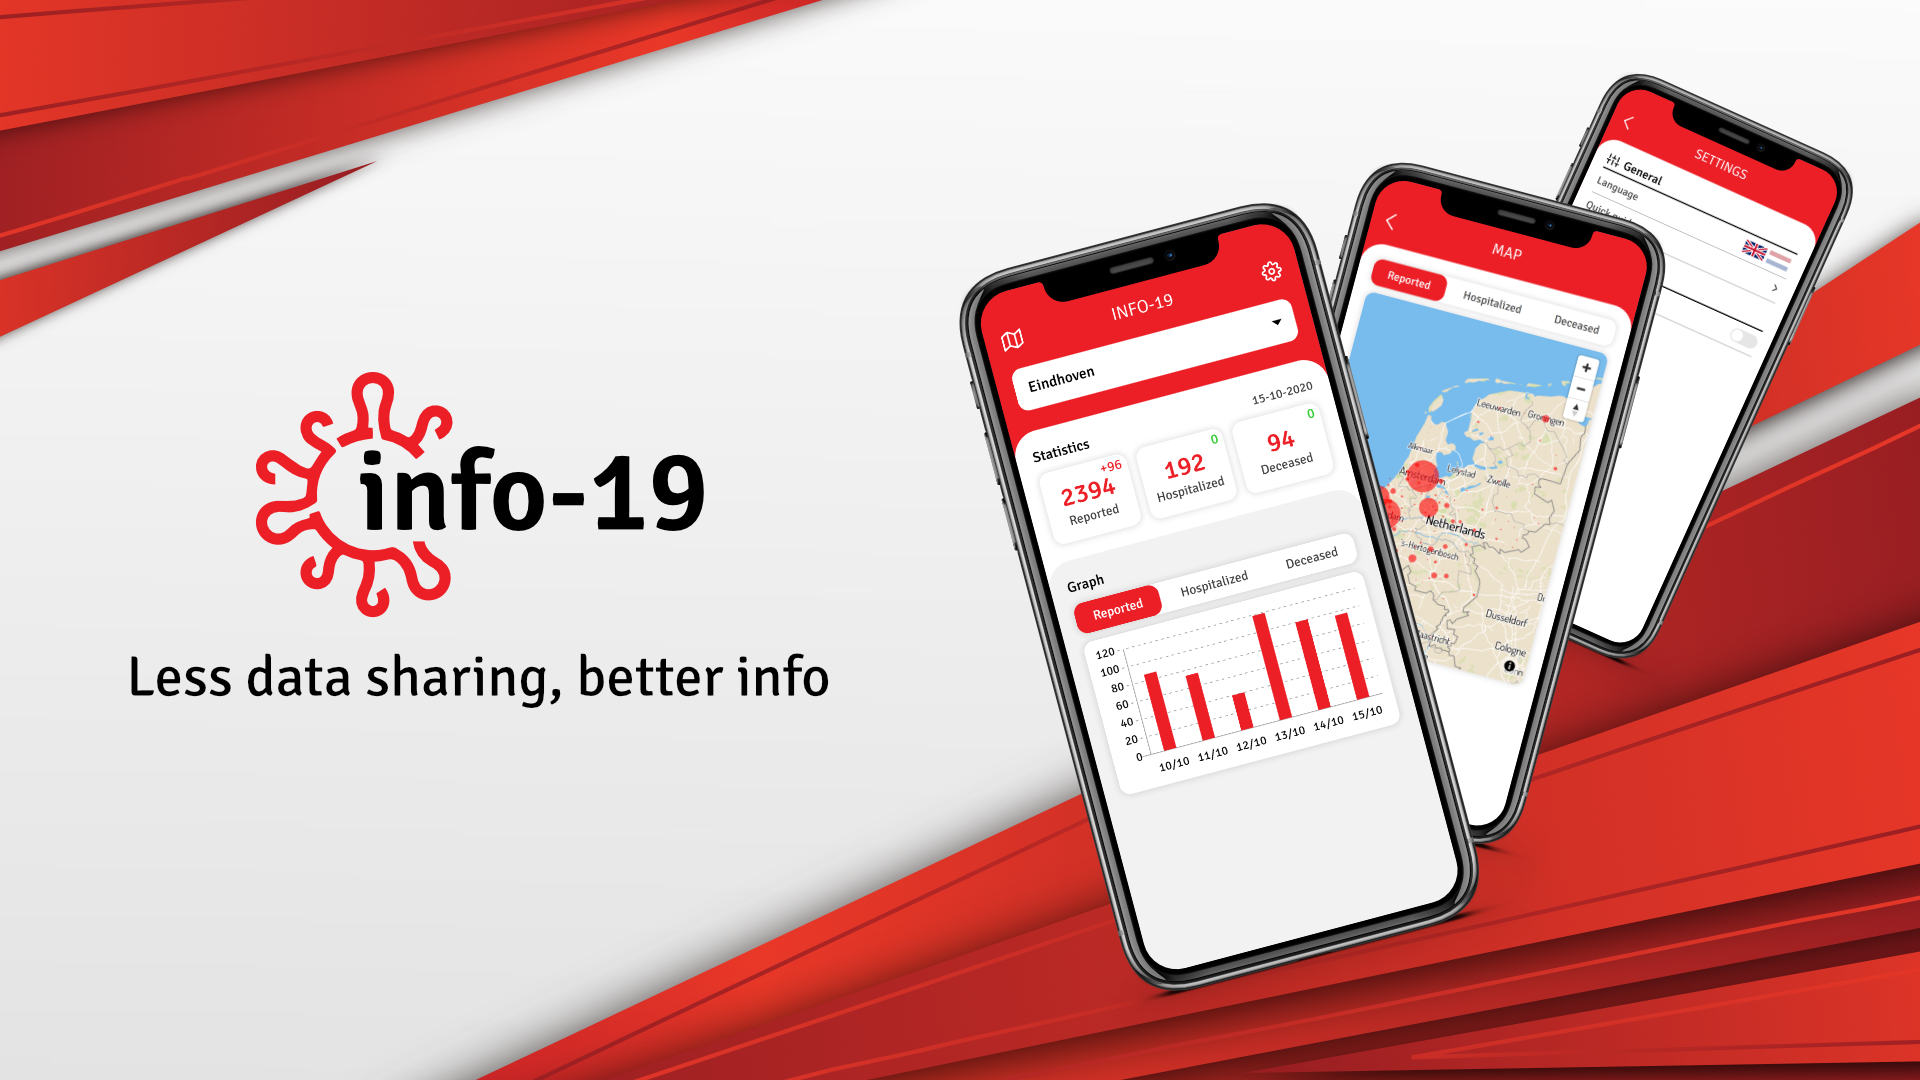 info-19
Less data sharing, better info
INFO-19
Eindhoven
15-10-2020
Statistics
+96
2394
Reported
0
192
Hospitalized
0
94
Deceased
Graph
Reported Hospitalized Deceased
120
100
80
60
40
20
0
10/10 11/10 12/10 13/10 14/10 15/10
MAP
Reported Hospitalized Deceased
+
−
Leeuwarden
Groningen
Alkmaar
Amsterdam
Lelystad
Zwolle
dam
Netherlands
's-Hertogenbosch
Dusseldorf
aastricht
Cologne
i
SETTINGS
General
Language